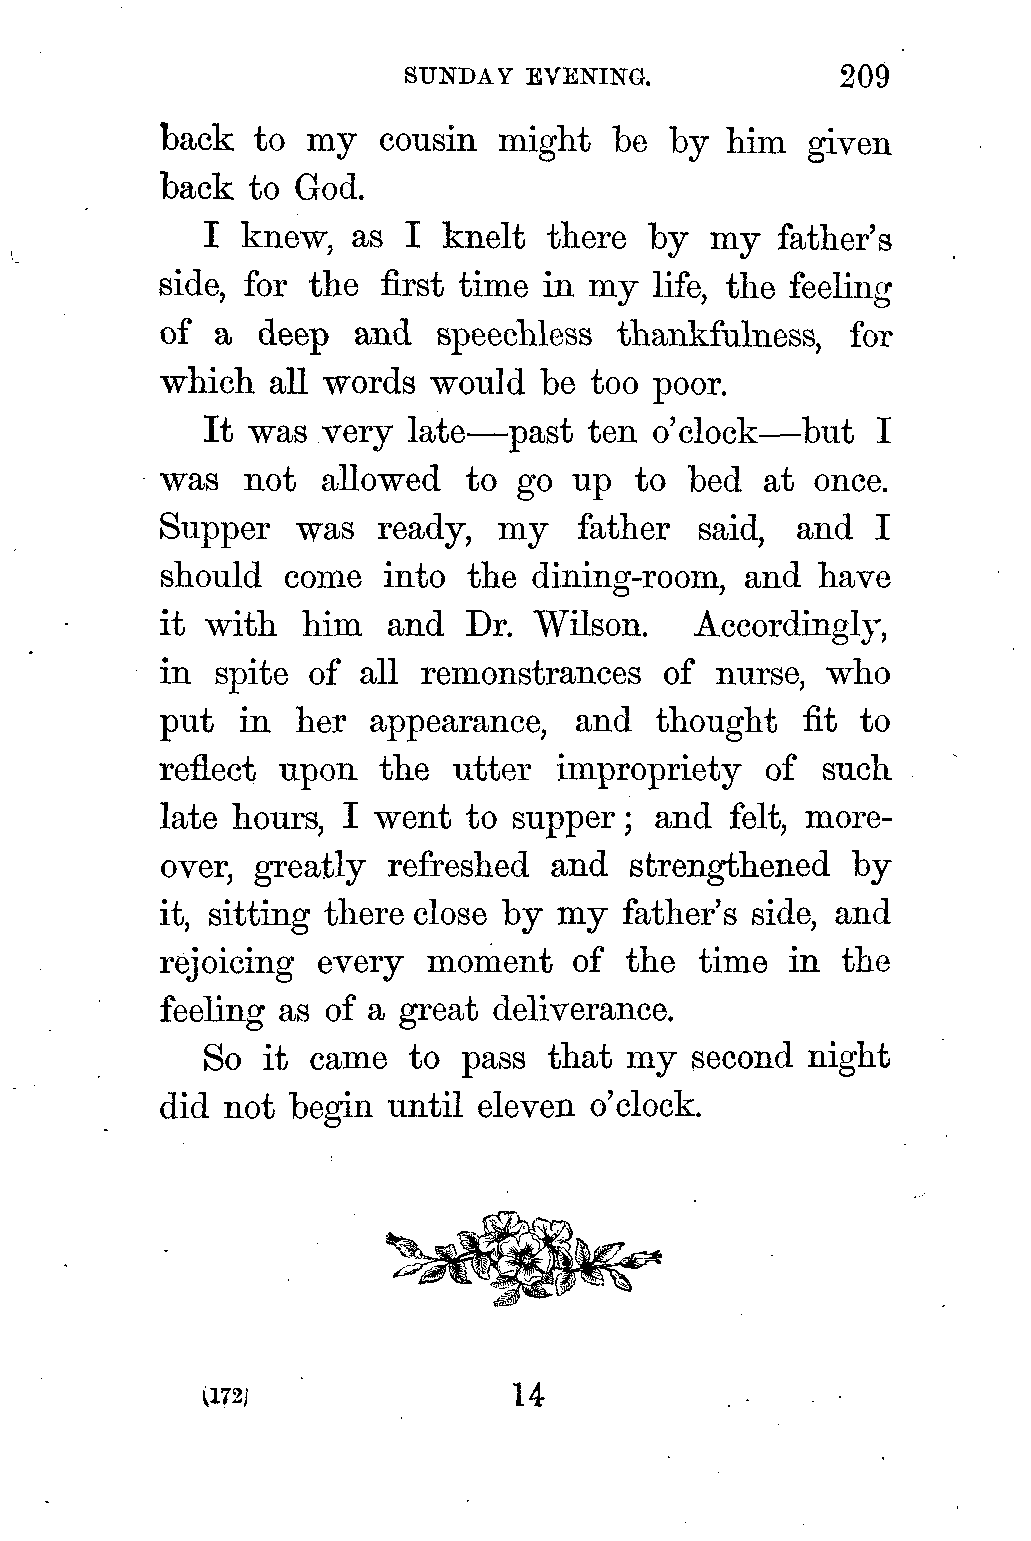 SUNDAY EVENING. 209
back to my cousin might be by him given
back to God.
I knew, as I knelt there by my father's
side, for the first time in my life, the feeling
of a deep and speechless thankfulness, for
which all words would be too poor.
It was very late—past ten o'clock—but I
was not allowed to go up to bed at once.
Supper was ready, my father said, and I
should come into the dining-room, and have
it with him and Dr. Wilson. Accordingly,
in spite of all remonstrances of nurse, who
put in her appearance, and thought fit to
reflect upon the utter impropriety of such
late hours, I went to supper; and felt, more-
over, greatly refreshed and strengthened by
it, sitting there close by my father's side, and
rejoicing every moment of the time in the
feeling as of a great deliverance.
So it came to pass that my second night
did not begin until eleven o'clock.
(172) 14